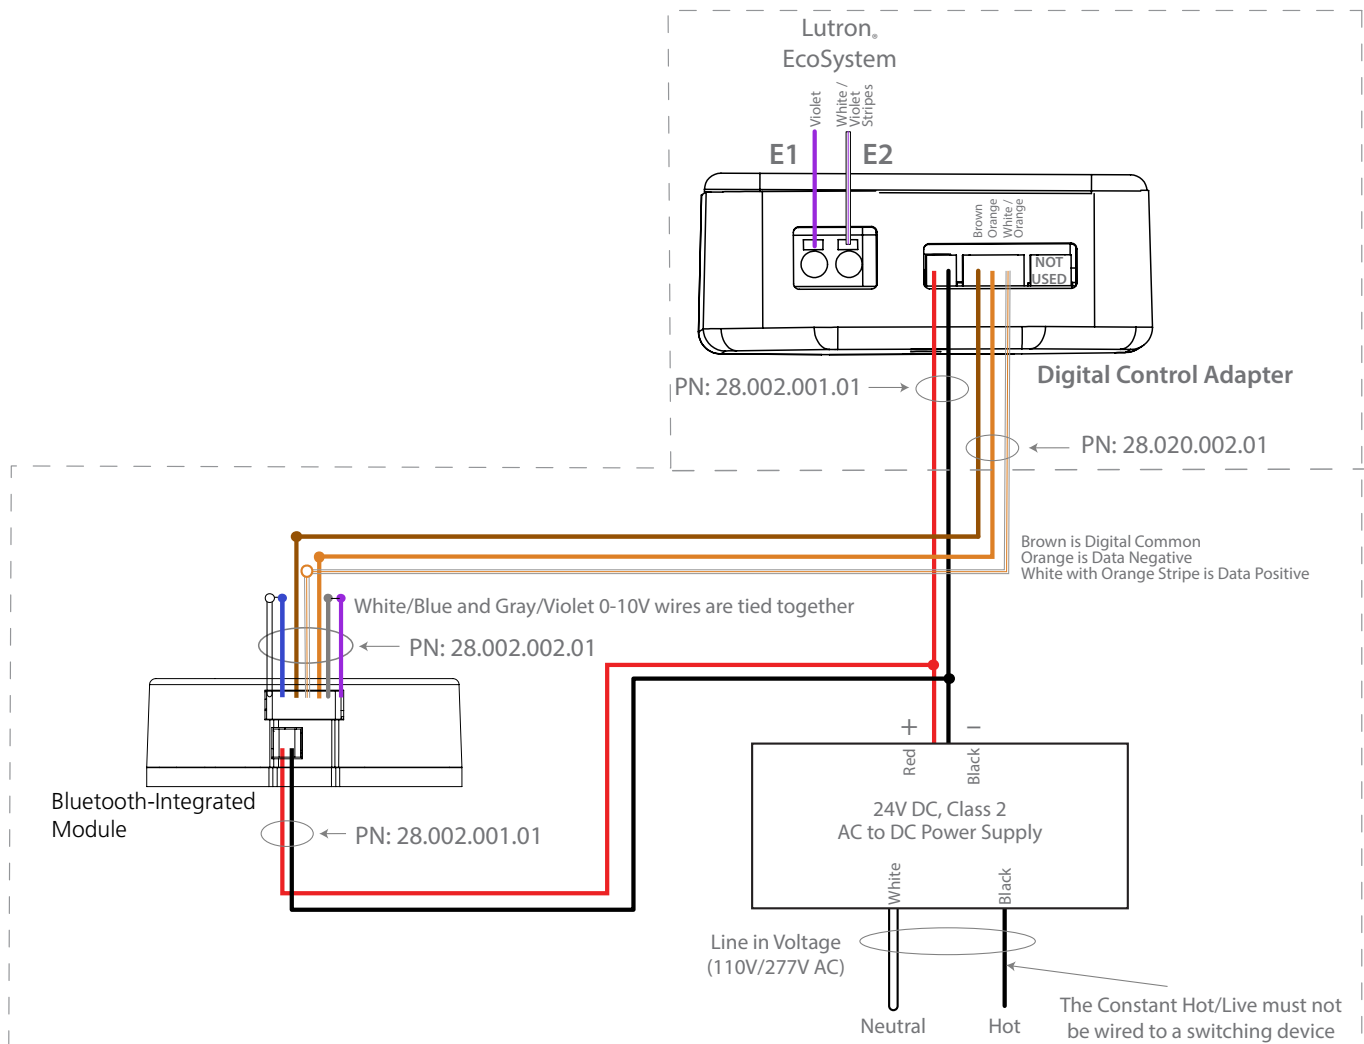 Lutron®
EcoSystem
Violet
White /
Violet
Stripes
E1
E2
Brown
Orange
White /
Orange
NOT
USED
PN: 28.002.001.01
Digital Control Adapter
PN: 28.020.002.01
Brown is Digital Common
Orange is Data Negative
White with Orange Stripe is Data Positive
White/Blue and Gray/Violet 0-10V wires are tied together
PN: 28.002.002.01
Bluetooth-Integrated
Module
PN: 28.002.001.01
+
–
Red
Black
24V DC, Class 2
AC to DC Power Supply
White
Black
Line in Voltage
(110V/277V AC)
Neutral
Hot
The Constant Hot/Live must not
be wired to a switching device